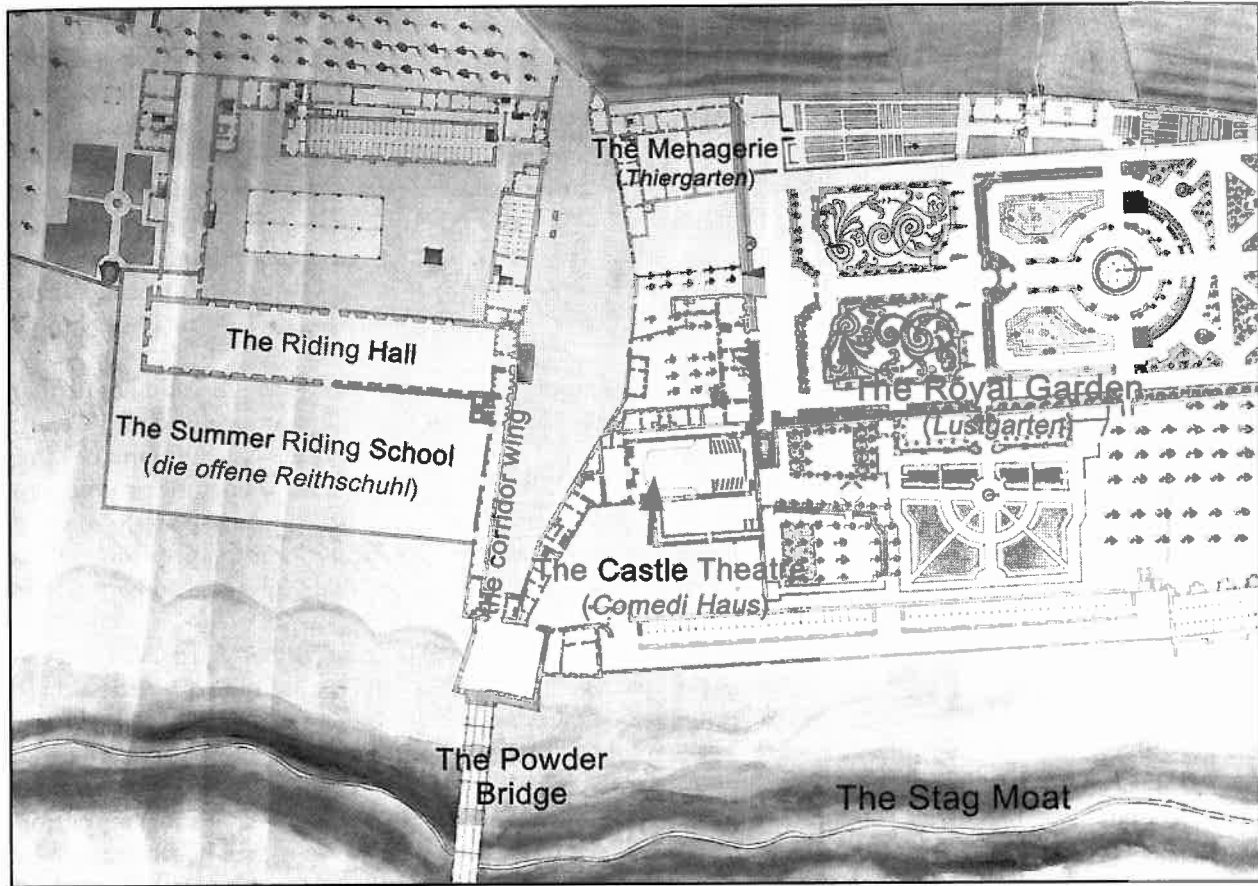 The Menagerie
(Thiergarten)
The Riding Hall
The Royal Garden
(Lustgarten)
The Summer Riding School
(die offene Reithschuhl)
the corridor wing
The Castle Theatre
(Comedi Haus)
The Powder
Bridge
The Stag Moat